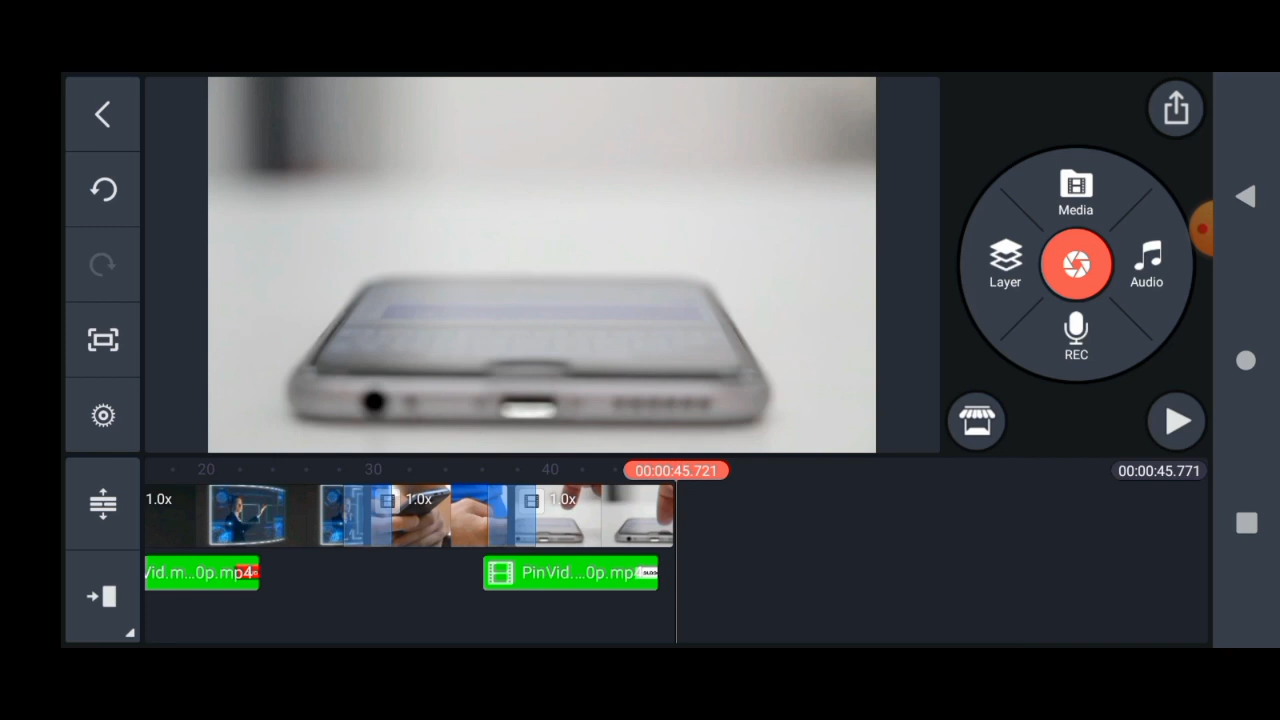 Media
Layer
Audio
REC
20
30
40
00:00:45.721
00:00:45.771
1.0x
1.0x
1.0x
Vid.m...0p.mp4
PinVid....0p.mp